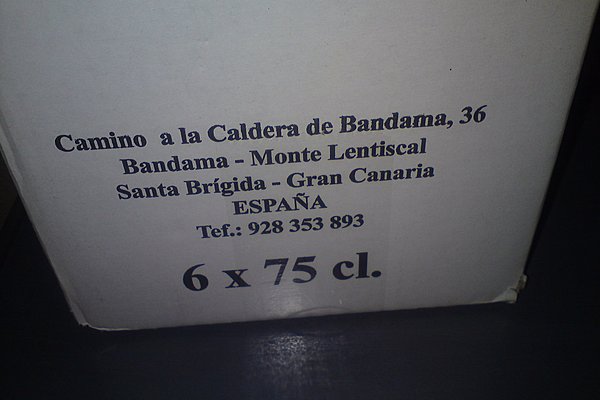 Camino a la Caldera de Bandama, 36
Bandama - Monte Lentiscal
Santa Brígida - Gran Canaria
ESPAÑA
Tef.: 928 353 893
6 x 75 cl.